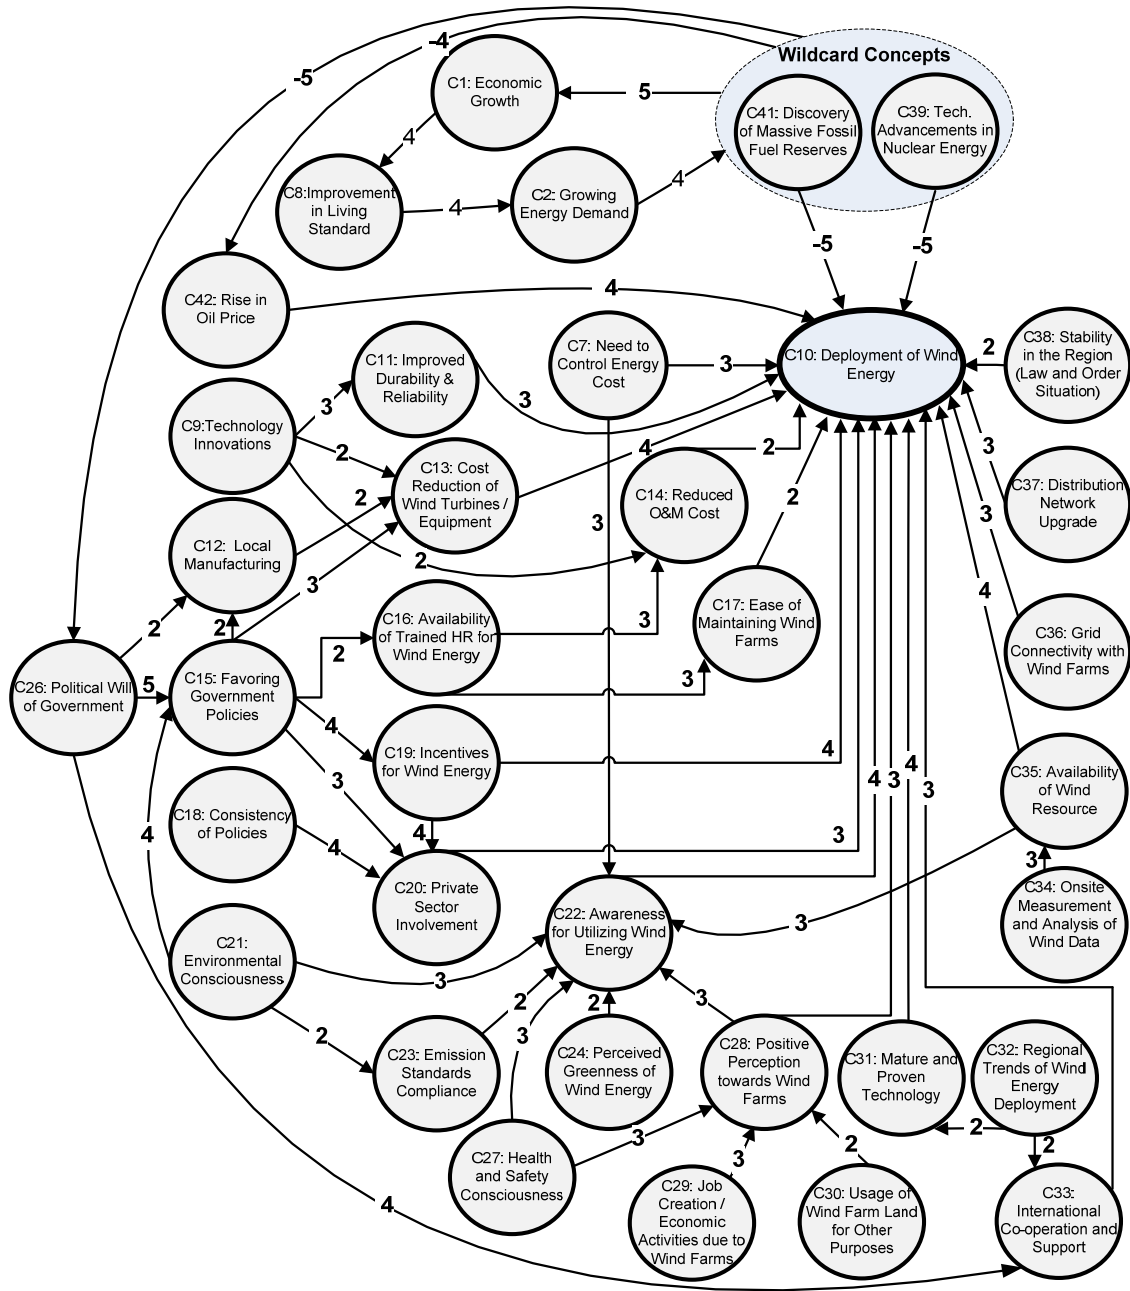 -4
-5
Wildcard Concepts
C1: Economic
Growth
5
C41: Discovery
of Massive Fossil
Fuel Reserves
C39: Tech.
Advancements in
Nuclear Energy
4
C8:Improvement
in Living
Standard
4
C2: Growing
Energy Demand
4
-5
-5
C42: Rise in
Oil Price
4
C7: Need to
Control Energy
Cost
3
C10: Deployment of Wind
Energy
2
C38: Stability
in the Region
(Law and Order
Situation)
C11: Improved
Durability &
Reliability
3
C9:Technology
Innovations
3
2
2
C13: Cost
Reduction of
Wind Turbines /
Equipment
4
C14: Reduced
O&M Cost
2
2
3
C37: Distribution
Network
Upgrade
3
C12: Local
Manufacturing
2
3
3
3
C16: Availability
of Trained HR for
Wind Energy
3
C17: Ease of
Maintaining Wind
Farms
4
C36: Grid
Connectivity with
Wind Farms
2
2
2
C26: Political Will
of Government
5
C15: Favoring
Government
Policies
3
4
C19: Incentives
for Wind Energy
4
4
4
3
3
C35: Availability
of Wind
Resource
3
C18: Consistency
of Policies
4
4
4
3
3
C34: Onsite
Measurement
and Analysis of
Wind Data
C20: Private
Sector
Involvement
C22: Awareness
for Utilizing Wind
Energy
3
C21:
Environmental
Consciousness
3
2
2
3
2
3
C23: Emission
Standards
Compliance
C24: Perceived
Greenness of
Wind Energy
C28: Positive
Perception
towards Wind
Farms
C31: Mature and
Proven
Technology
C32: Regional
Trends of Wind
Energy
Deployment
2
2
C27: Health
and Safety
Consciousness
3
3
2
C29: Job
Creation /
Economic
Activities due to
Wind Farms
C30: Usage of
Wind Farm Land
for Other
Purposes
C33:
International
Co-operation and
Support
4